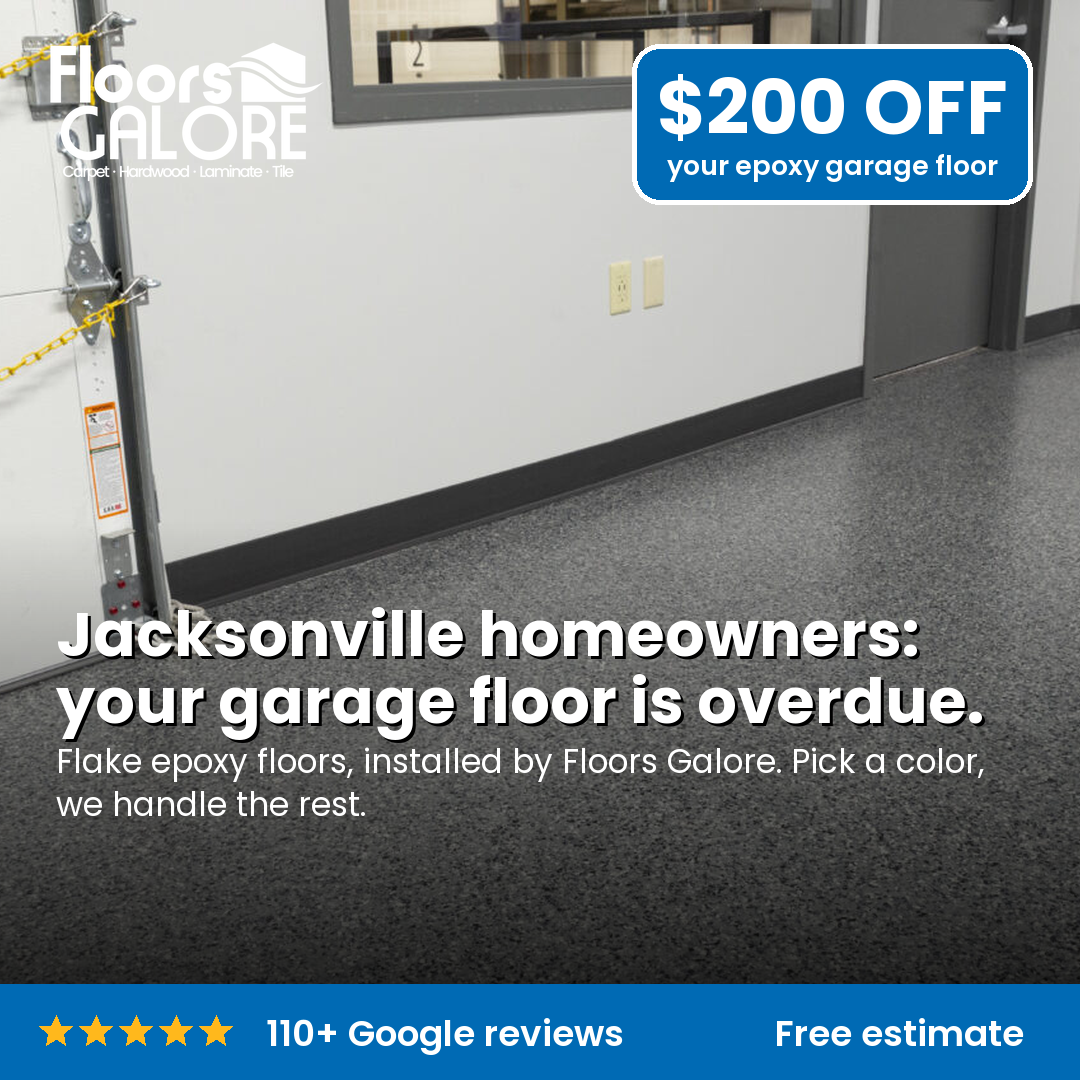 Floors
GALORE
Carpet · Hardwood · Laminate · Tile
2
$200 OFF
your epoxy garage floor
Jacksonville homeowners:
your garage floor is overdue.
Flake epoxy floors, installed by Floors Galore. Pick a color,
we handle the rest.
110+ Google reviews
Free estimate